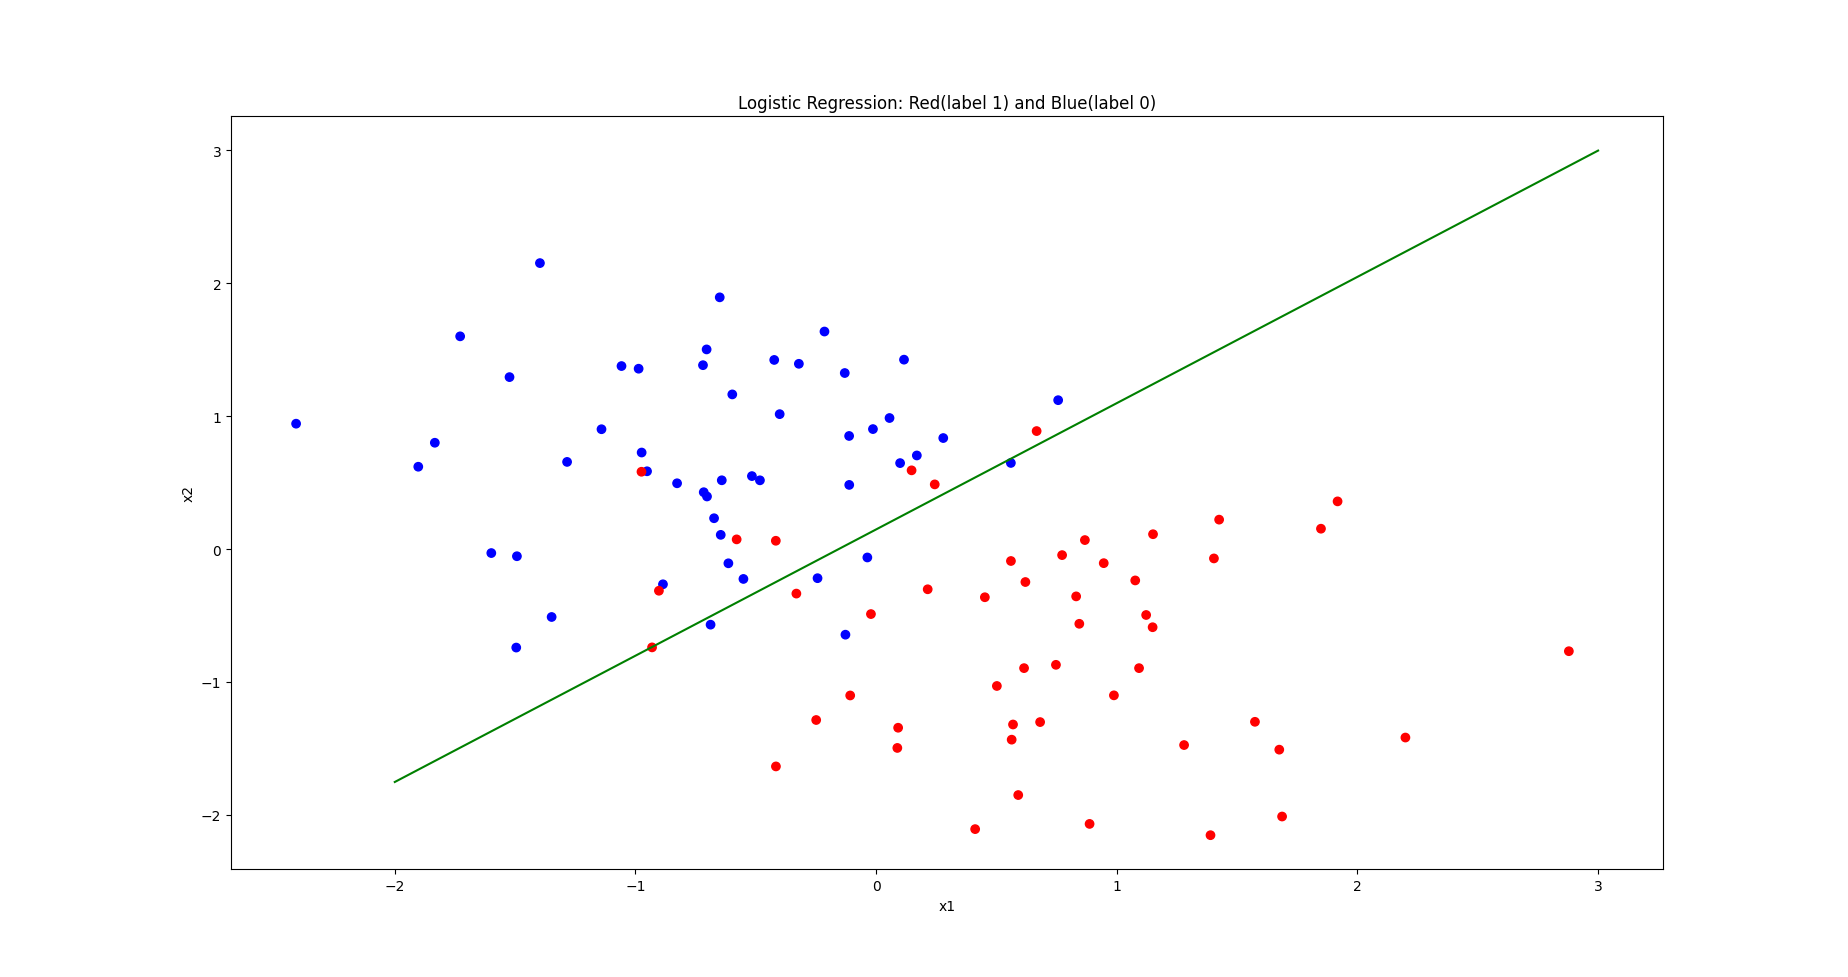 Logistic Regression: Red(label 1) and Blue(label 0)
3
2
1
0
−1
−2
x2
−2 −1 0 1 2 3
x1